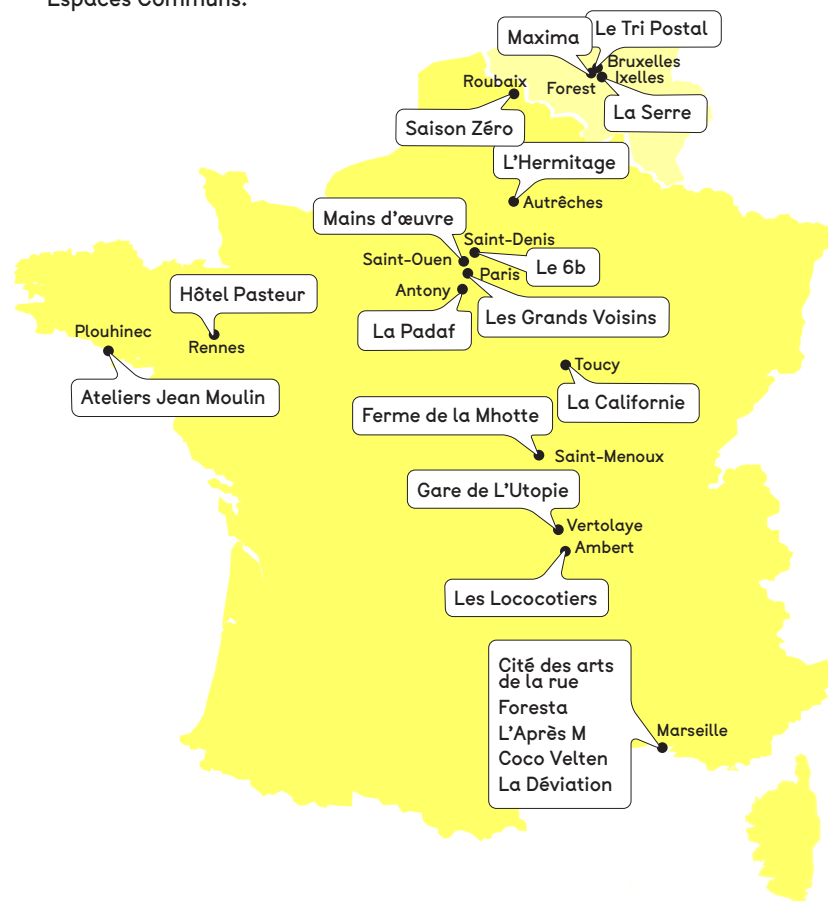 Espaces Communs.
Le Tri Postal
Maxima
Bruxelles
Ixelles
Roubaix
Forest
La Serre
Saison Zéro
L'Hermitage
Autrêches
Mains d'œuvre
Saint-Denis
Saint-Ouen
Le 6b
Paris
Hôtel Pasteur
Antony
Les Grands Voisins
La Padaf
Plouhinec
Rennes
Toucy
Ateliers Jean Moulin
La Californie
Ferme de la Mhotte
Saint-Menoux
Gare de L'Utopie
Vertolaye
Ambert
Les Lococotiers
Cité des arts
de la rue
Foresta
L'Après M
Coco Velten
La Déviation
Marseille